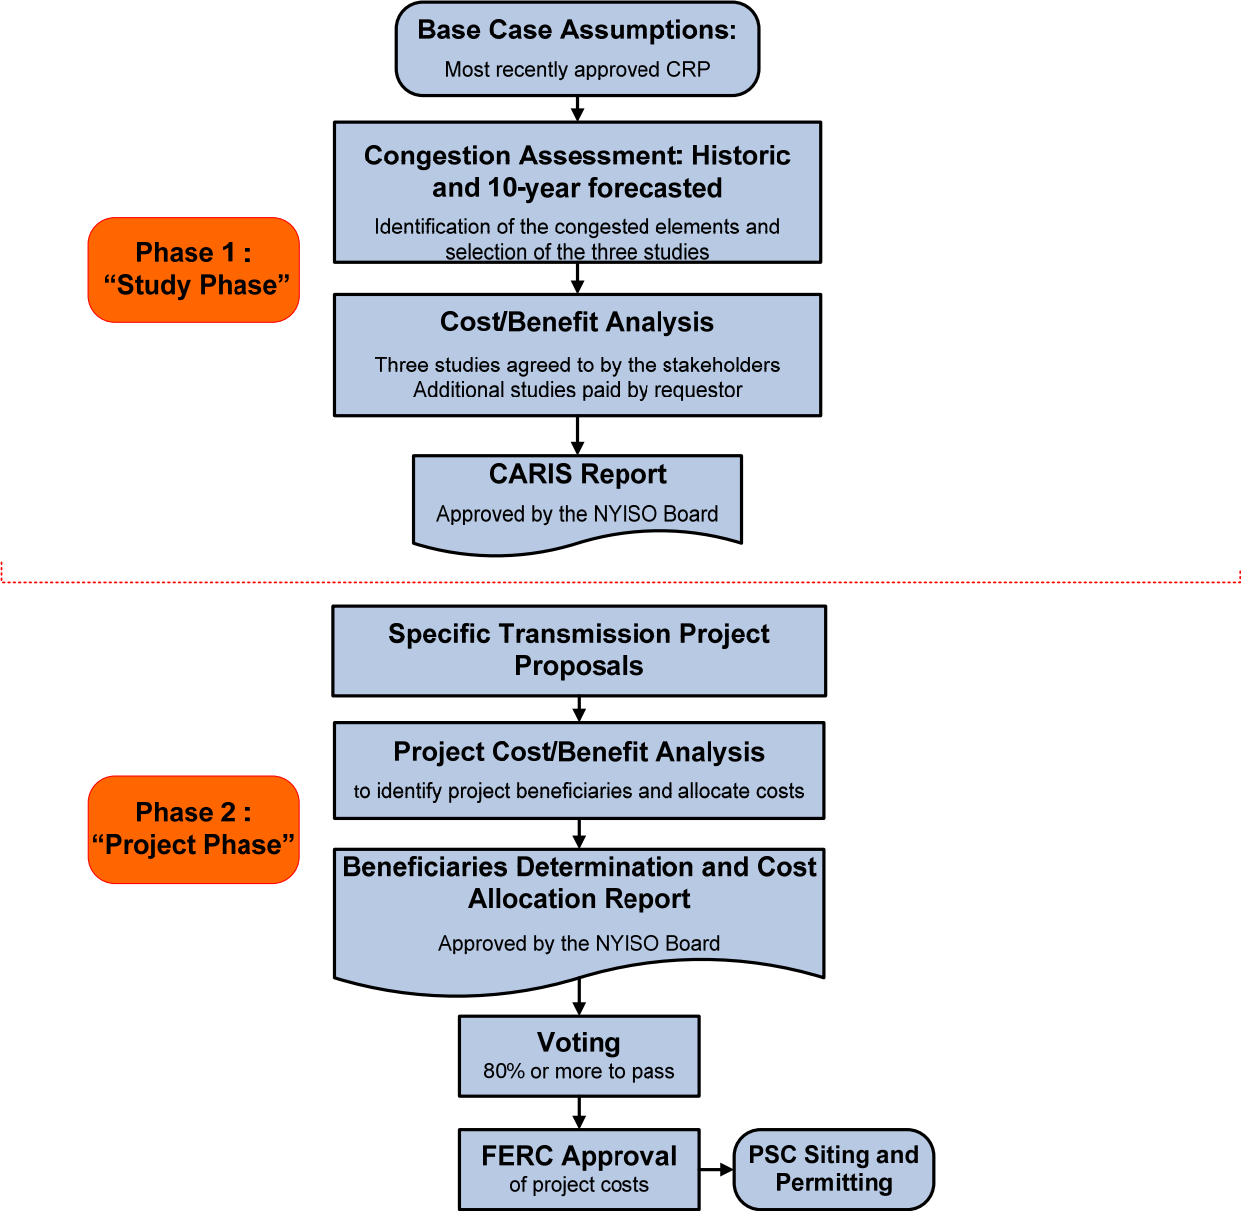 Base Case Assumptions:
Most recently approved CRP
Congestion Assessment: Historic
and 10-year forecasted
Identification of the congested elements and
selection of the three studies
Phase 1 :
“Study Phase”
Cost/Benefit Analysis
Three studies agreed to by the stakeholders
Additional studies paid by requestor
CARIS Report
Approved by the NYISO Board
Specific Transmission Project
Proposals
Project Cost/Benefit Analysis
to identify project beneficiaries and allocate costs
Phase 2 :
“Project Phase”
Beneficiaries Determination and Cost
Allocation Report
Approved by the NYISO Board
Voting
80% or more to pass
FERC Approval
of project costs
PSC Siting and
Permitting